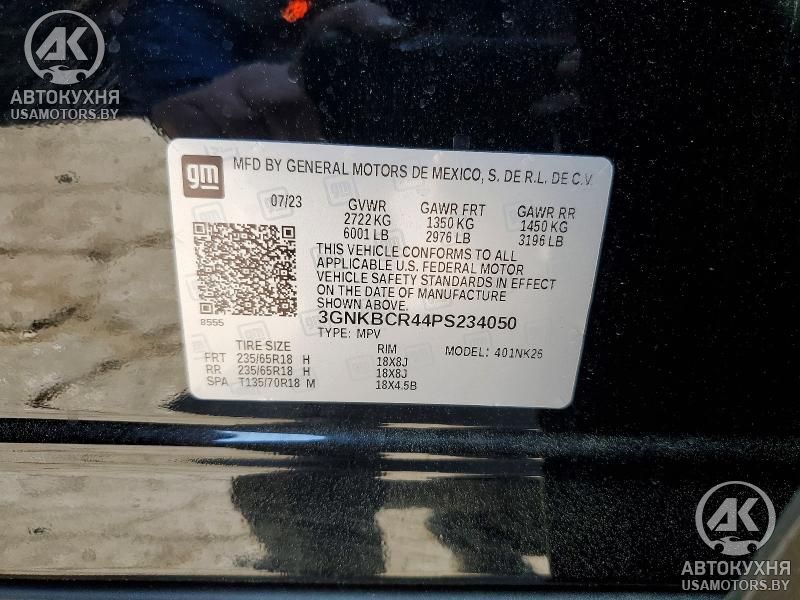 AK
АВТОКУХНЯ
USAMOTORS.BY
gm
MFD BY GENERAL MOTORS DE MEXICO, S. DE R.L. DE C.V.
07/23 GVWR GAWR FRT GAWR RR
2722 KG 1350 KG 1450 KG
6001 LB 2976 LB 3196 LB
THIS VEHICLE CONFORMS TO ALL
APPLICABLE U.S. FEDERAL MOTOR
VEHICLE SAFETY STANDARDS IN EFFECT
ON THE DATE OF MANUFACTURE
SHOWN ABOVE.
8555
3GNKBCR44PS234050
TYPE: MPV
TIRE SIZE RIM MODEL: 401NK26
FRT 235/65R18 H 18X8J
RR 235/65R18 H 18X8J
SPA T135/70R18 M 18X4.5B
AK
АВТОКУХНЯ
USAMOTORS.BY